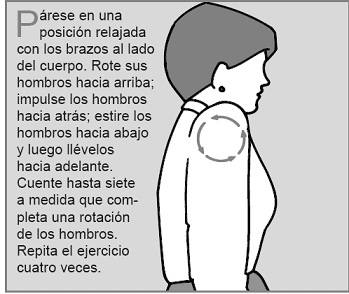 Párese en una
posición relajada
con los brazos al lado
del cuerpo. Rote sus
hombros hacia arriba;
impulse los hombros
hacia atrás; estire los
hombros hacia abajo
y luego llévelos
hacia adelante.
Cuente hasta siete
a medida que com-
pleta una rotación
de los hombros.
Repita el ejercicio
cuatro veces.